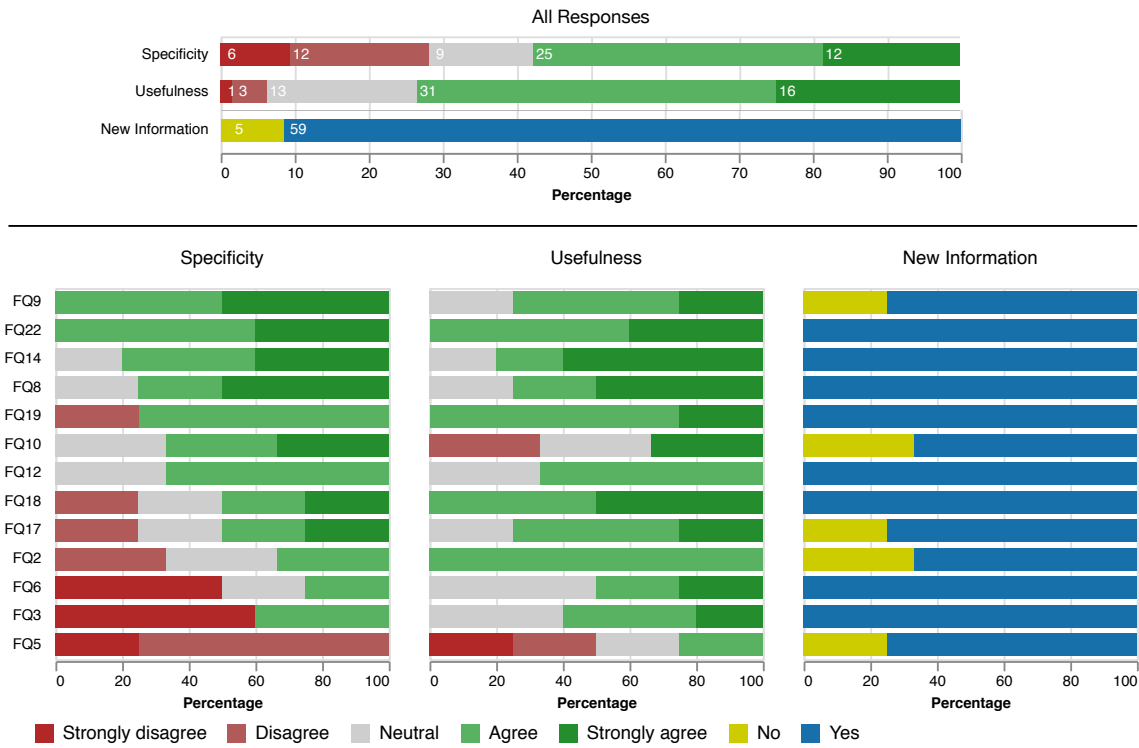 All Responses
Specificity 6 12 9 25 12
Usefulness 1 3 13 31 16
New Information 5 59
0 10 20 30 40 50 60 70 80 90 100
Percentage
Specificity Usefulness New Information
FQ9
FQ22
FQ14
FQ8
FQ19
FQ10
FQ12
FQ18
FQ17
FQ2
FQ6
FQ3
FQ5
0 20 40 60 80 100 0 20 40 60 80 100 0 20 40 60 80 100
Percentage Percentage Percentage
Strongly disagree Disagree Neutral Agree Strongly agree No Yes